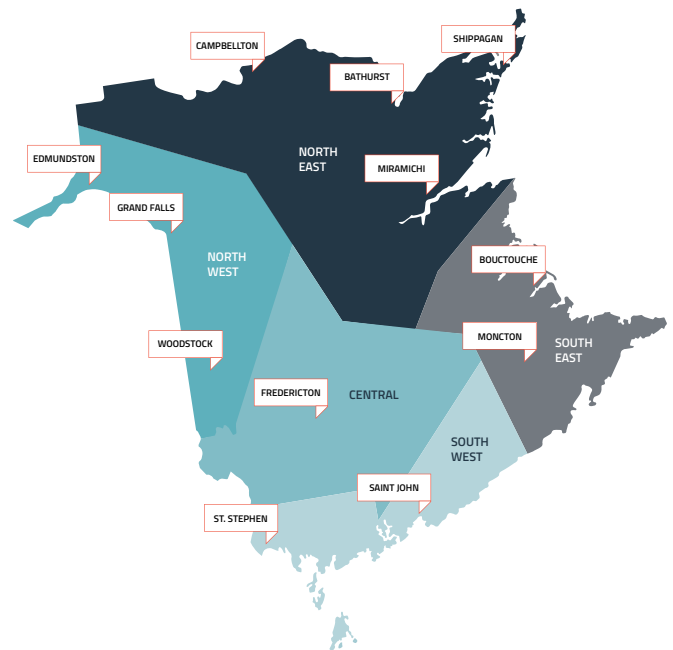 SHIPPAGAN
CAMPBELLTON
BATHURST
NORTH
EAST
EDMUNDSTON
MIRAMICHI
GRAND FALLS
NORTH
WEST
BOUCTOUCHE
WOODSTOCK
MONCTON
SOUTH
EAST
FREDERICTON
CENTRAL
SOUTH
WEST
SAINT JOHN
ST. STEPHEN